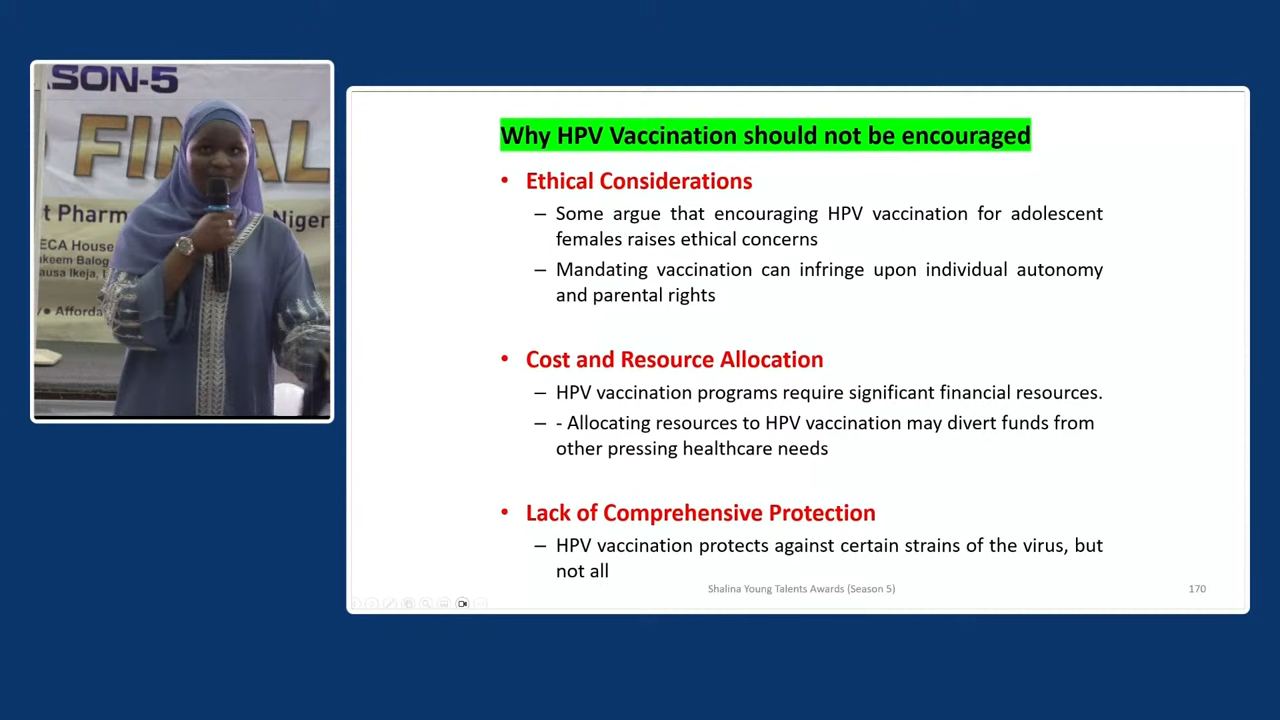 SON-5
FINAL
t Pharm
Niger
ECA House
keem Balog
ausa Ikeja, L
y● Afforda
Why HPV Vaccination should not be encouraged
• Ethical Considerations
– Some argue that encouraging HPV vaccination for adolescent
females raises ethical concerns
– Mandating vaccination can infringe upon individual autonomy
and parental rights
• Cost and Resource Allocation
– HPV vaccination programs require significant financial resources.
– - Allocating resources to HPV vaccination may divert funds from
other pressing healthcare needs
• Lack of Comprehensive Protection
– HPV vaccination protects against certain strains of the virus, but
not all
Shalina Young Talents Awards (Season 5)
170